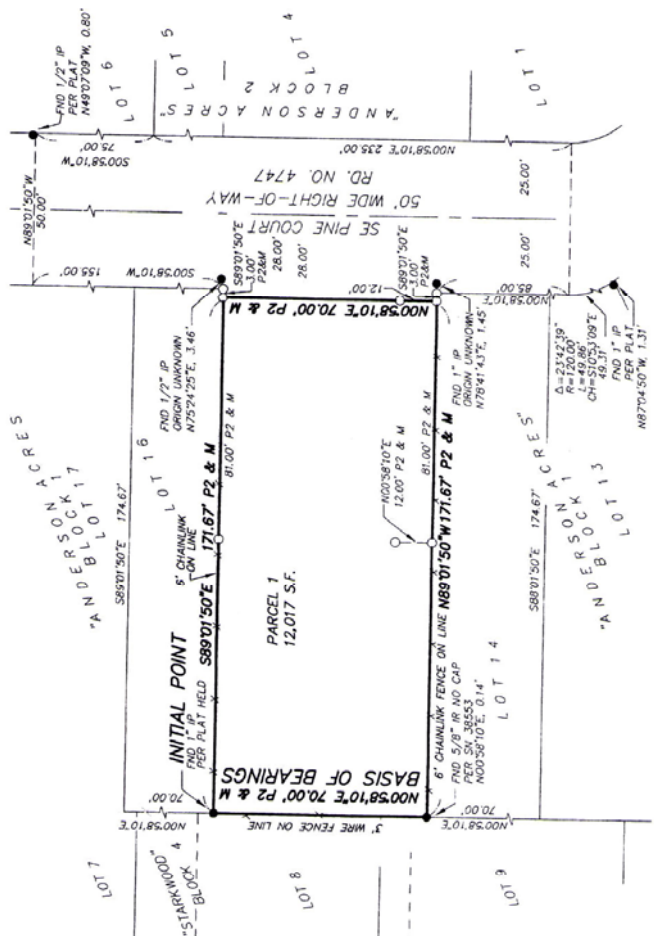 FND 1/2" IP
PER PLAT
N49°07'09"W, 0.80'
LOT 6
LOT 5
LOT 4
LOT 1
"ANDERSON ACRES"
BLOCK 2
S00°58'10"W
75.00'
N00°58'10"E 235.00'
N89°01'50"W
50.00'
SE PINE COURT
50' WIDE RIGHT-OF-WAY
RD. NO. 4747
25.00'
25.00'
155.00'
S00°58'10"W
S89°01'50"E
3.00'
P2&M
28.00'
28.00'
S89°01'50"E
3.00'
P2&M
12.00'
85.00'
N00°58'10"E
Δ=23°42'39"
R=120.00'
L=49.86'
CH=S10°53'09"E
49.31'
FND 1" IP
PER PLAT
N87°04'50"W, 1.31'
FND 1/2" IP
ORIGIN UNKNOWN
N75°24'25"E, 3.46'
N00°58'10"E 70.00' P2 & M
FND 1" IP
ORIGIN UNKNOWN
N78°41'43"E, 1.45'
"ANDERSON ACRES
BLOCK 1
LOT 17
S89°01'50"E 174.67'
LOT 16
5' CHAINLINK
ON LINE
81.00' P2 & M
S89°01'50"E 171.67' P2 & M
INITIAL POINT
FND 1" IP
PER PLAT HELD
PARCEL 1
12,017 S.F.
N00°58'10"E
12.00' P2 & M
81.00' P2 & M
N89°01'50"W 171.67' P2 & M
6' CHAINLINK FENCE ON LINE
BASIS OF BEARINGS
N00°58'10"E 70.00' P2 & M
3' WIRE FENCE ON LINE
FND 5/8" IR NO CAP
PER SN 38553
N00°58'10"E, 0.14'
LOT 14
S88°01'50"E 174.67'
"ANDERSON ACRES"
BLOCK 1
LOT 13
70.00'
N00°58'10"E
70.00'
N00°58'10"E
LOT 7
"STARKWOOD"
BLOCK 4
LOT 8
LOT 9